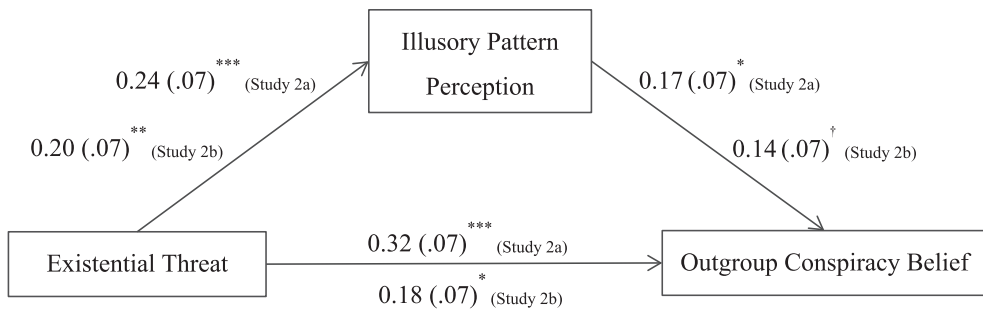 Illusory Pattern
Perception
0.24 (.07)*** (Study 2a)
0.17 (.07)* (Study 2a)
0.20 (.07)** (Study 2b)
0.14 (.07)† (Study 2b)
0.32 (.07)*** (Study 2a)
Existential Threat
Outgroup Conspiracy Belief
0.18 (.07)* (Study 2b)